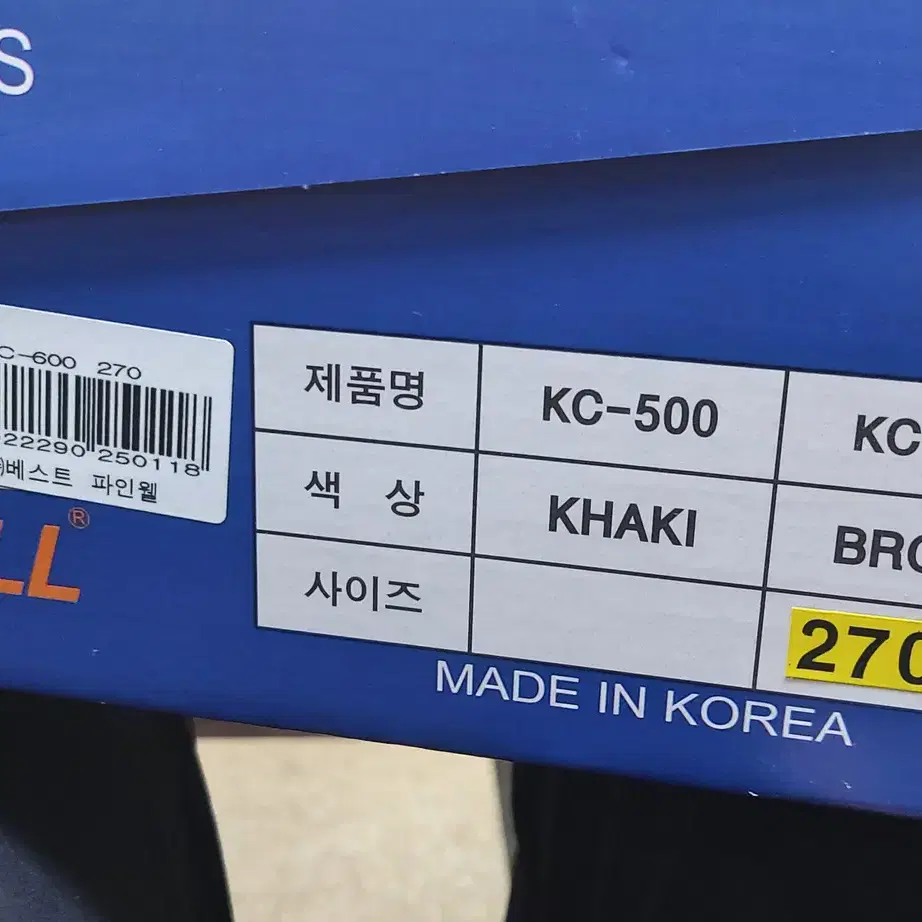 S
C-600 270
22290 250118
㈜베스트 파인웰
LL®
제품명 KC-500 KC
색 상 KHAKI BRO
사이즈 270
MADE IN KOREA